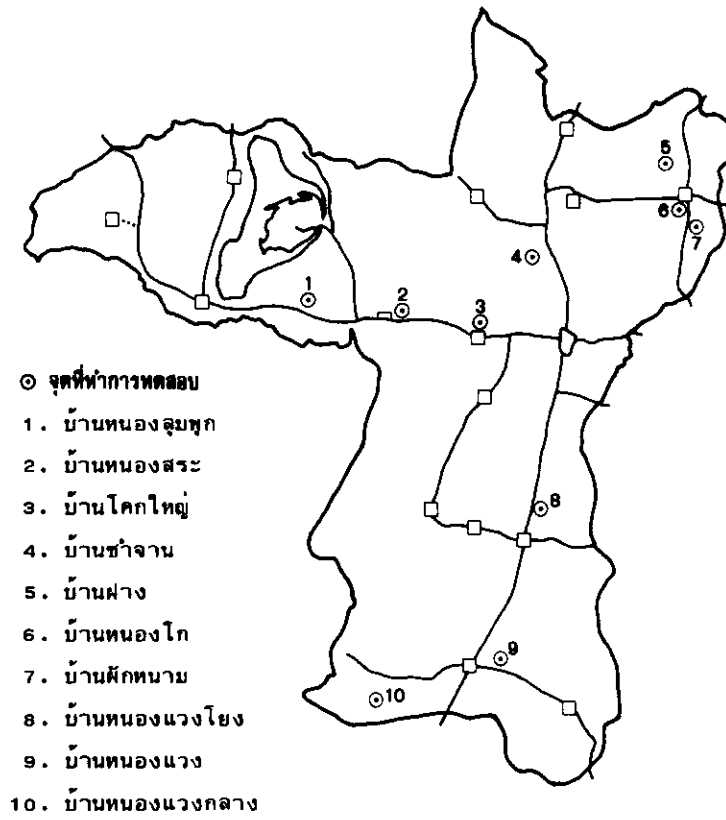 5
6
7
4
1
2
3
8
9
10
⊙ จุดที่ทำการทดสอบ
1. บ้านหนองลุมพุก
2. บ้านหนองสระ
3. บ้านโคกใหญ่
4. บ้านซำจาน
5. บ้านฝาง
6. บ้านหนองโก
7. บ้านผักหนาม
8. บ้านหนองแวงโยง
9. บ้านหนองแวง
10. บ้านหนองแวงกลาง